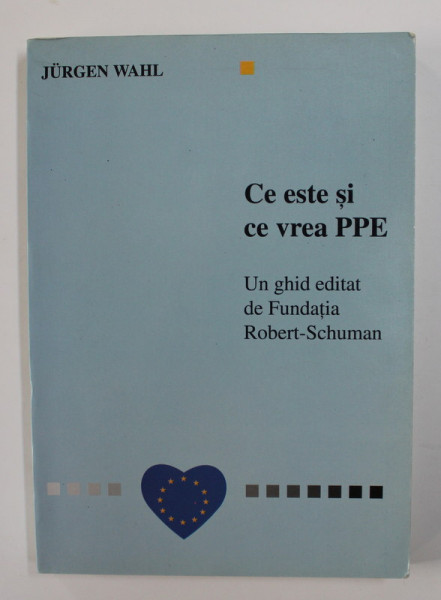 JÜRGEN WAHL
Ce este și
ce vrea PPE
Un ghid editat
de Fundația
Robert-Schuman